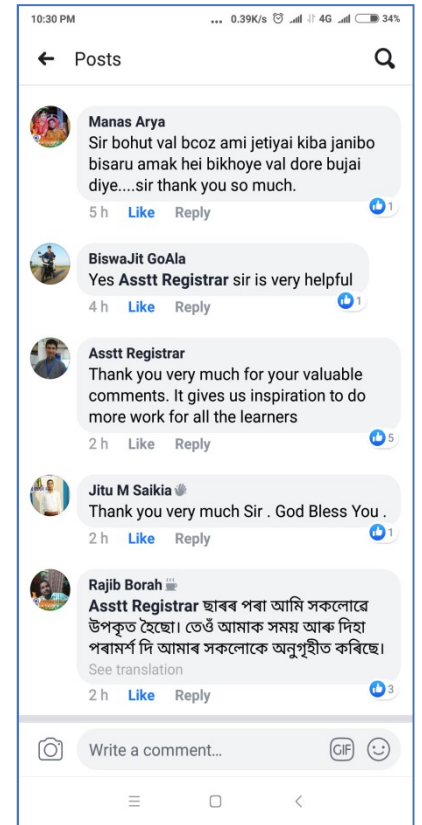 10:30 PM ... 0.39K/s 4G 34%
Posts
Manas Arya
Sir bohut val bcoz ami jetiyai kiba janibo
bisaru amak hei bikhoye val dore bujai
diye....sir thank you so much.
5 h Like Reply 1
BiswaJit GoAla
Yes Asstt Registrar sir is very helpful
4 h Like Reply 1
Asstt Registrar
Thank you very much for your valuable
comments. It gives us inspiration to do
more work for all the learners
2 h Like Reply 5
Jitu M Saikia
Thank you very much Sir . God Bless You .
2 h Like Reply 1
Rajib Borah
Asstt Registrar ছাৰৰ পৰা আমি সকলোৱে
উপকৃত হৈছো। তেওঁ আমাক সময় আৰু দিহা
পৰামৰ্শ দি আমাৰ সকলোকে অনুগৃহীত কৰিছে।
See translation
2 h Like Reply 3
Write a comment... GIF